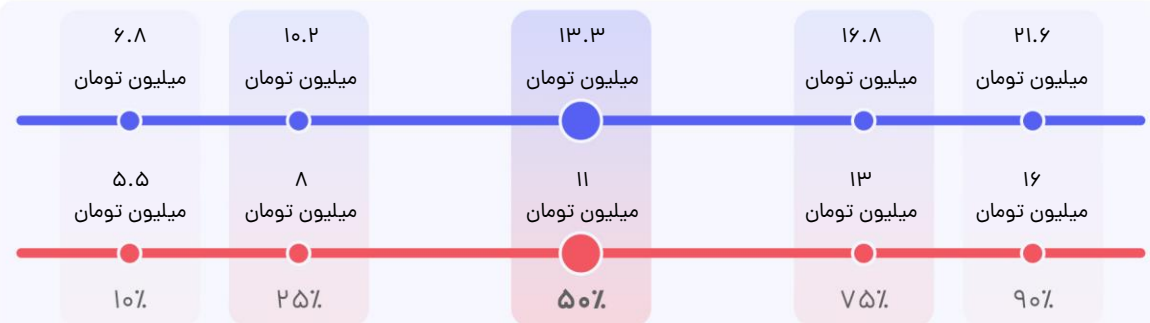 ۶.۸ ۱۰.۲ ۱۳.۳ ۱۶.۸ ۲۱.۶
میلیون تومان میلیون تومان میلیون تومان میلیون تومان میلیون تومان
۵.۵ ۸ ۱۱ ۱۳ ۱۶
میلیون تومان میلیون تومان میلیون تومان میلیون تومان میلیون تومان
۱۰٪ ۲۵٪ ۵۰٪ ۷۵٪ ۹۰٪